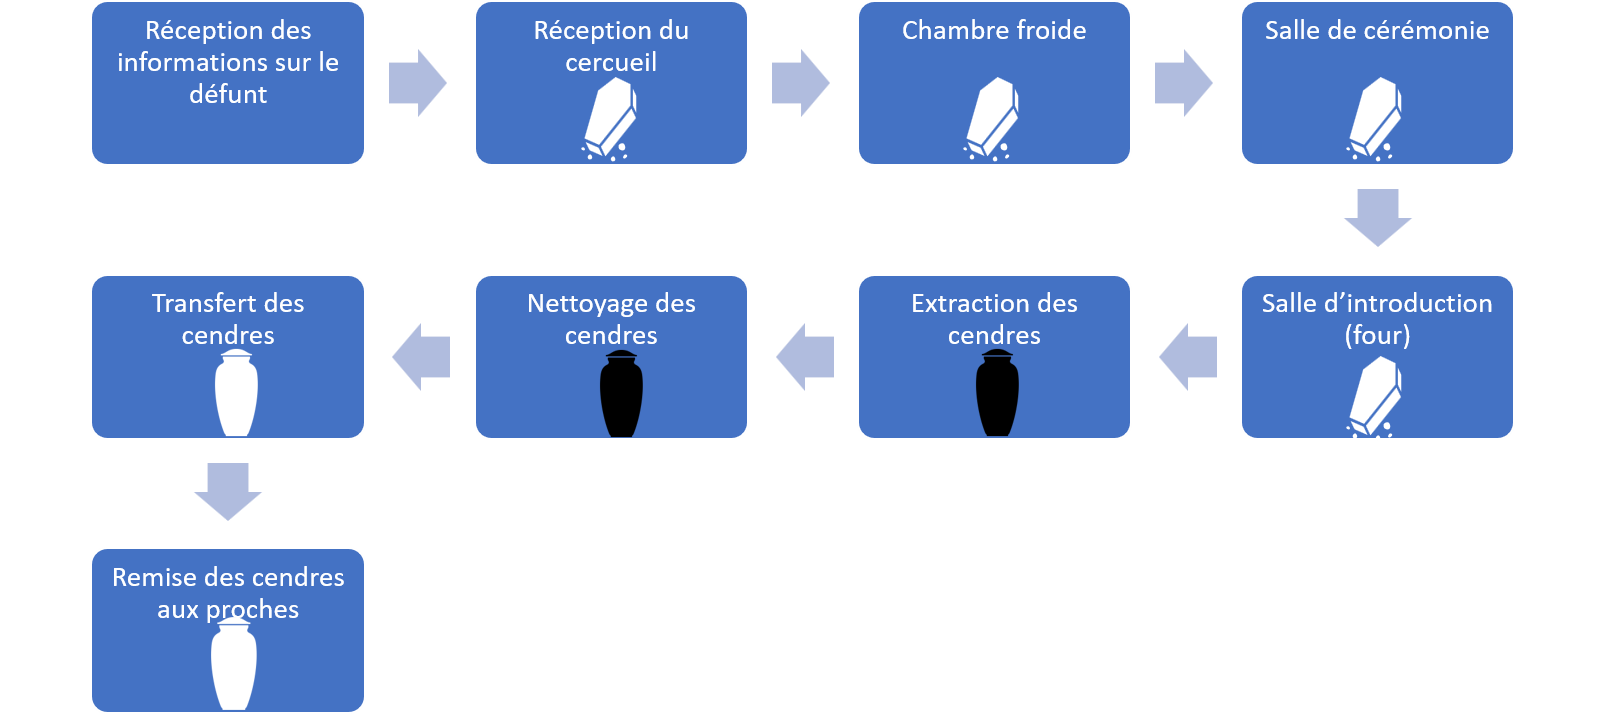 Réception des
informations sur le
défunt
Réception du
cercueil
Chambre froide
Salle de cérémonie
Salle d’introduction
(four)
Extraction des
cendres
Nettoyage des
cendres
Transfert des
cendres
Remise des cendres
aux proches